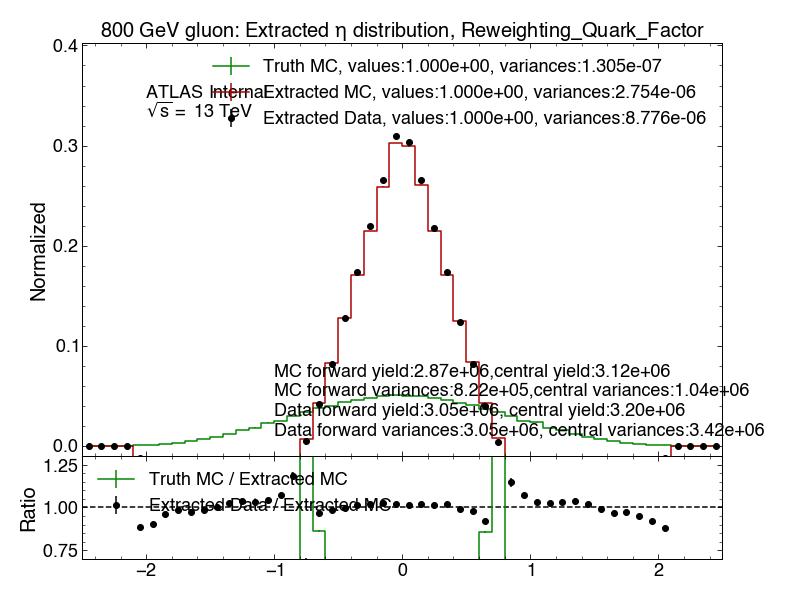 800 GeV gluon: Extracted η distribution, Reweighting_Quark_Factor
0.4
Truth MC, values:1.000e+00, variances:1.305e-07
ATLAS Internal
Extracted MC, values:1.000e+00, variances:2.754e-06
√s = 13 TeV
Extracted Data, values:1.000e+00, variances:8.776e-06
0.3
Normalized
0.2
0.1
MC forward yield:2.87e+06,central yield:3.12e+06
MC forward variances:8.22e+05,central variances:1.04e+06
Data forward yield:3.05e+06, central yield:3.20e+06
Data forward variances:3.05e+06, central variances:3.42e+06
0.0
1.25
Truth MC / Extracted MC
Ratio
1.00
Extracted Data / Extracted MC
0.75
−2 −1 0 1 2